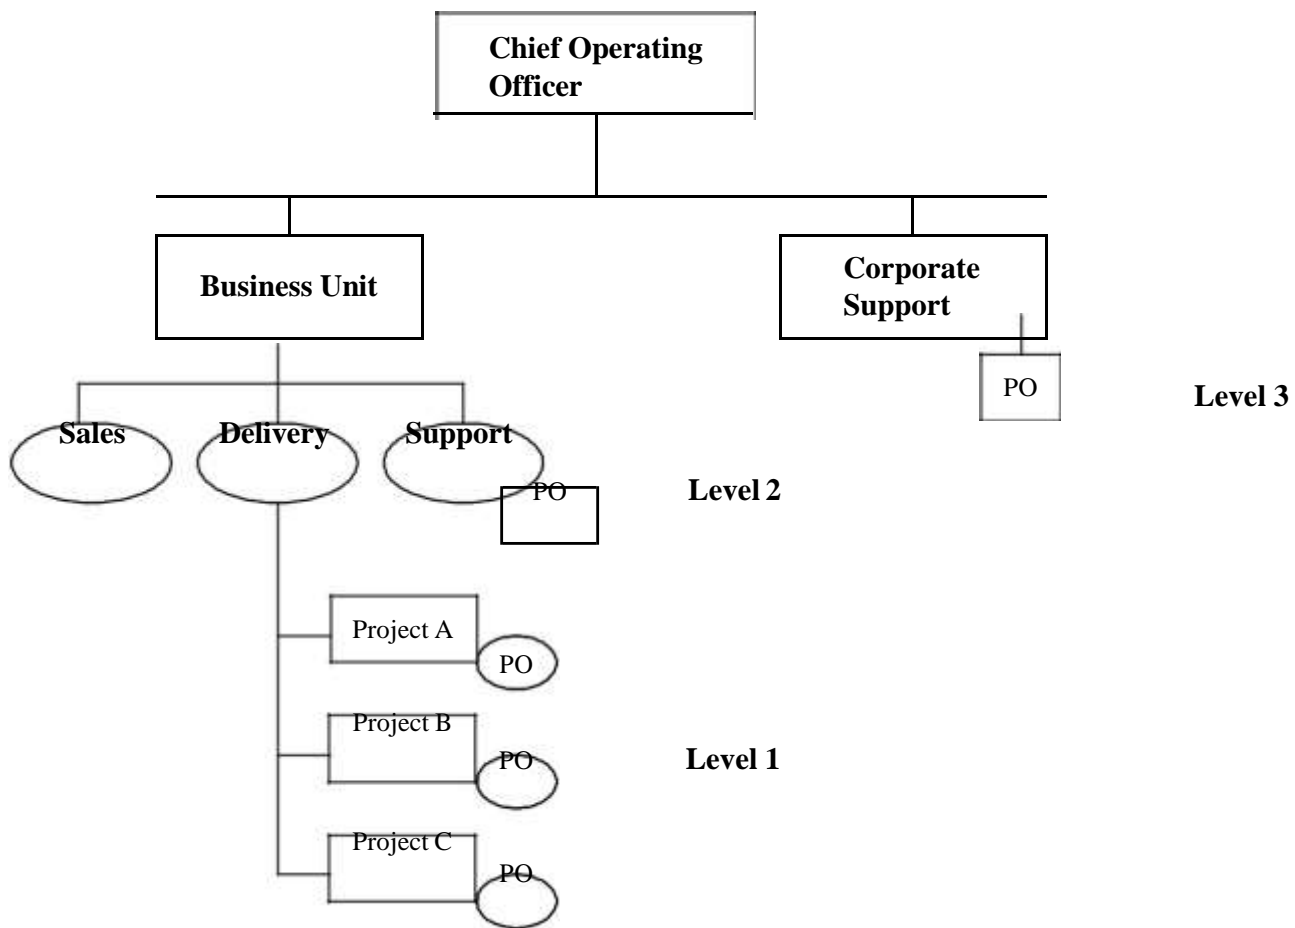 Chief Operating
Officer
Business Unit
Corporate
Support
PO
Level 3
Sales
Delivery
Support
PO
Level 2
Project A
PO
Project B
PO
Level 1
Project C
PO